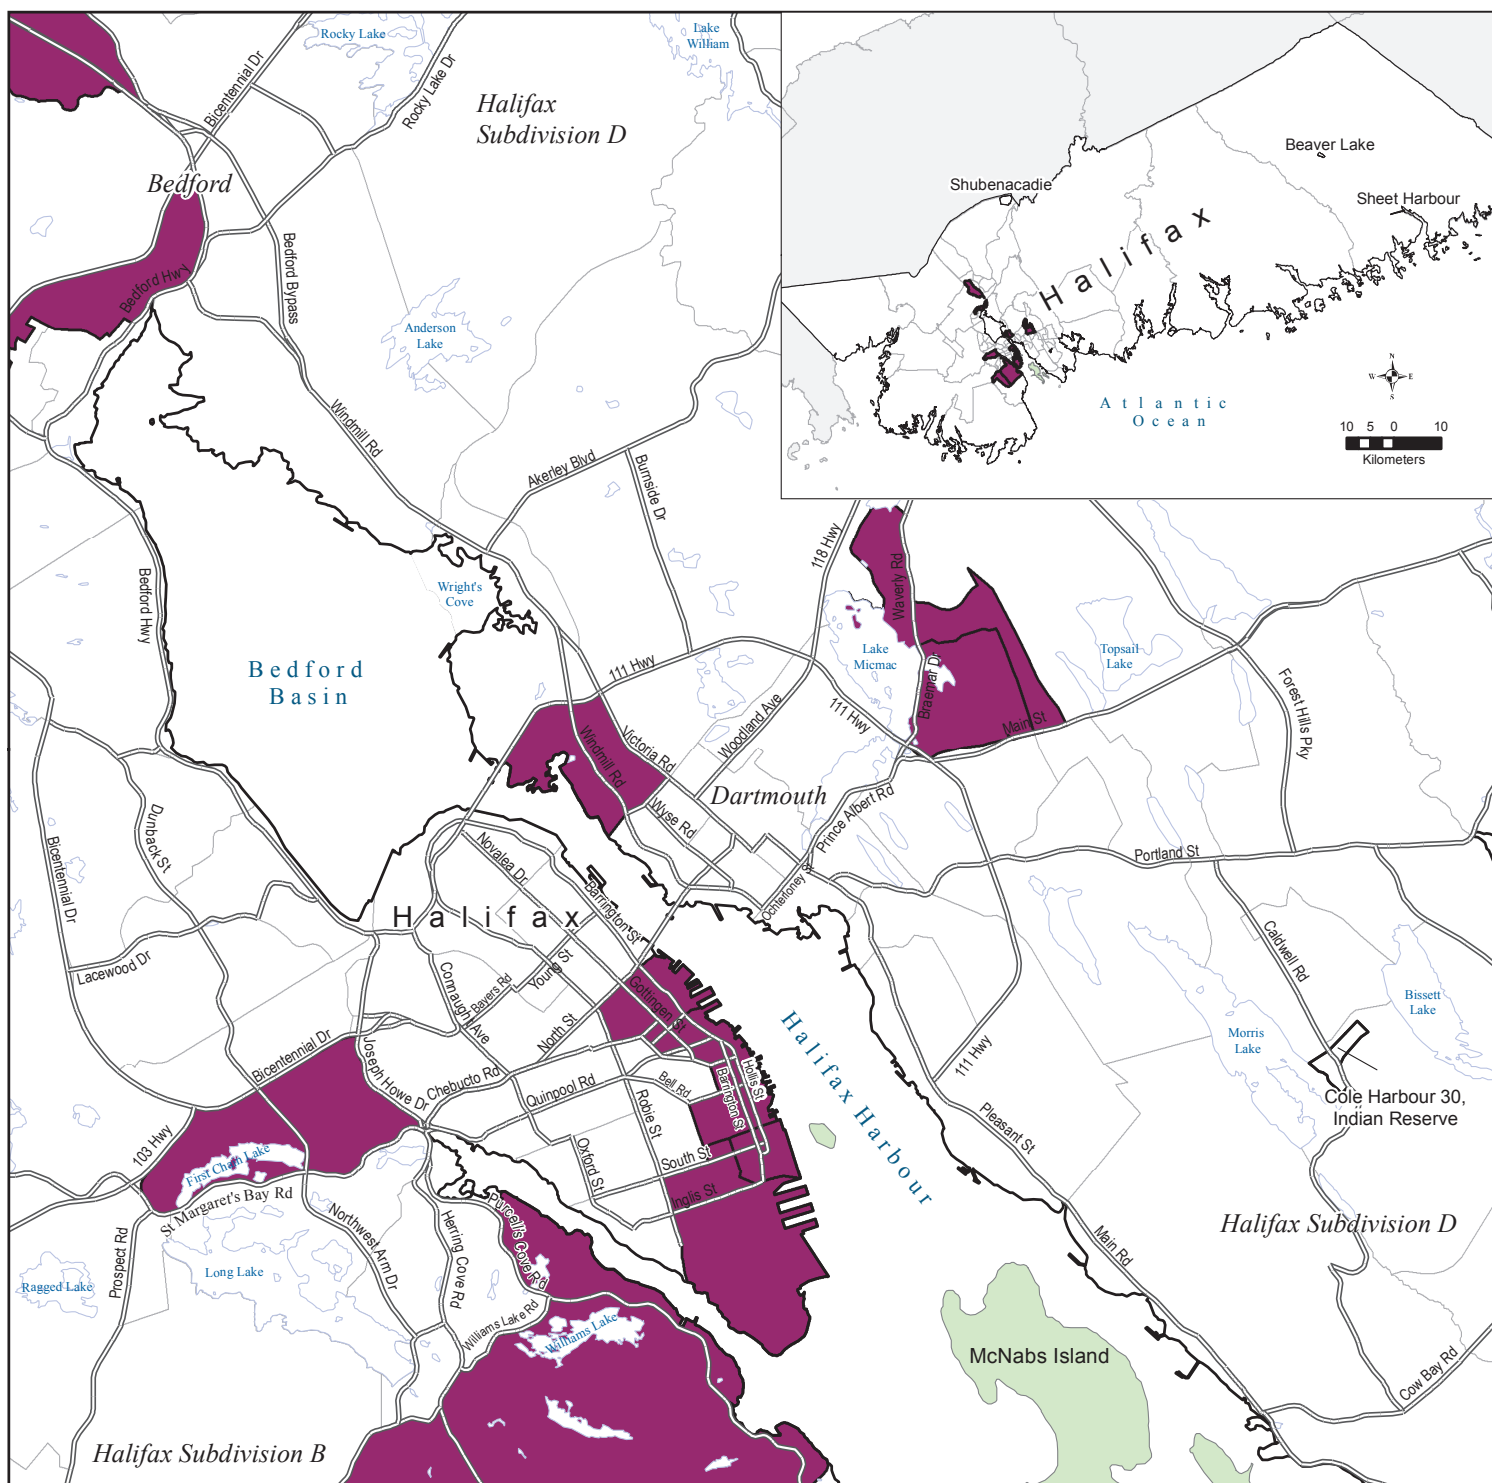 Rocky Lake
Lake
William
Bicentennial Dr
Rocky Lake Dr
Halifax
Subdivision D
Bedford
Bedford Hwy
Bedford Bypass
Anderson
Lake
Windmill Rd
Akerley Blvd
Burnside Dr
Beaver Lake
Shubenacadie
Sheet Harbour
Halifax
Atlantic
Ocean
N
W
E
S
10 5 0 10
Kilometers
118 Hwy
Waverly Rd
Bedford Hwy
Wright's
Cove
Bedford
Basin
111 Hwy
Lake
Micmac
Topsail
Lake
Braemar Dr
Forest Hills Pky
111 Hwy
Woodland Ave
Main St
Victoria Rd
Windmill Rd
Dartmouth
Wyse Rd
Prince Albert Rd
Dunback St
Bicentennial Dr
Novalea Dr
Portland St
Ochterloney St
Barrington St
Halifax
Lacewood Dr
Young St
Bayers Rd
Connaugh Ave
Caldwell Rd
Gottingen St
North St
Bissett
Lake
Morris
Lake
Halifax Harbour
111 Hwy
Bicentennial Dr
Joseph Howe Dr
Chebucto Rd
Quinpool Rd
Bell Rd
Hollis St
Barrington St
Robie St
Cole Harbour 30,
Indian Reserve
Pleasant St
103 Hwy
First Chain Lake
Oxford St
South St
Inglis St
St Margaret's Bay Rd
Purcell's Cove Rd
Northwest Arm Dr
Herring Cove Rd
Prospect Rd
Halifax Subdivision D
Main Rd
Long Lake
Ragged Lake
Williams Lake Rd
Williams Lake
McNabs Island
Cow Bay Rd
Halifax Subdivision B